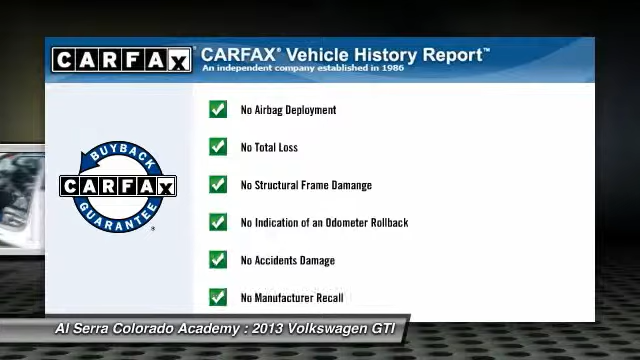 CARFAX CARFAX® Vehicle History Report™
An independent company established in 1986
No Airbag Deployment
No Total Loss
No Structural Frame Damange
No Indication of an Odometer Rollback
No Accidents Damage
No Manufacturer Recall
BUYBACK
CARFAX
GUARANTEE®
Al Serra Colorado Academy : 2013 Volkswagen GTI